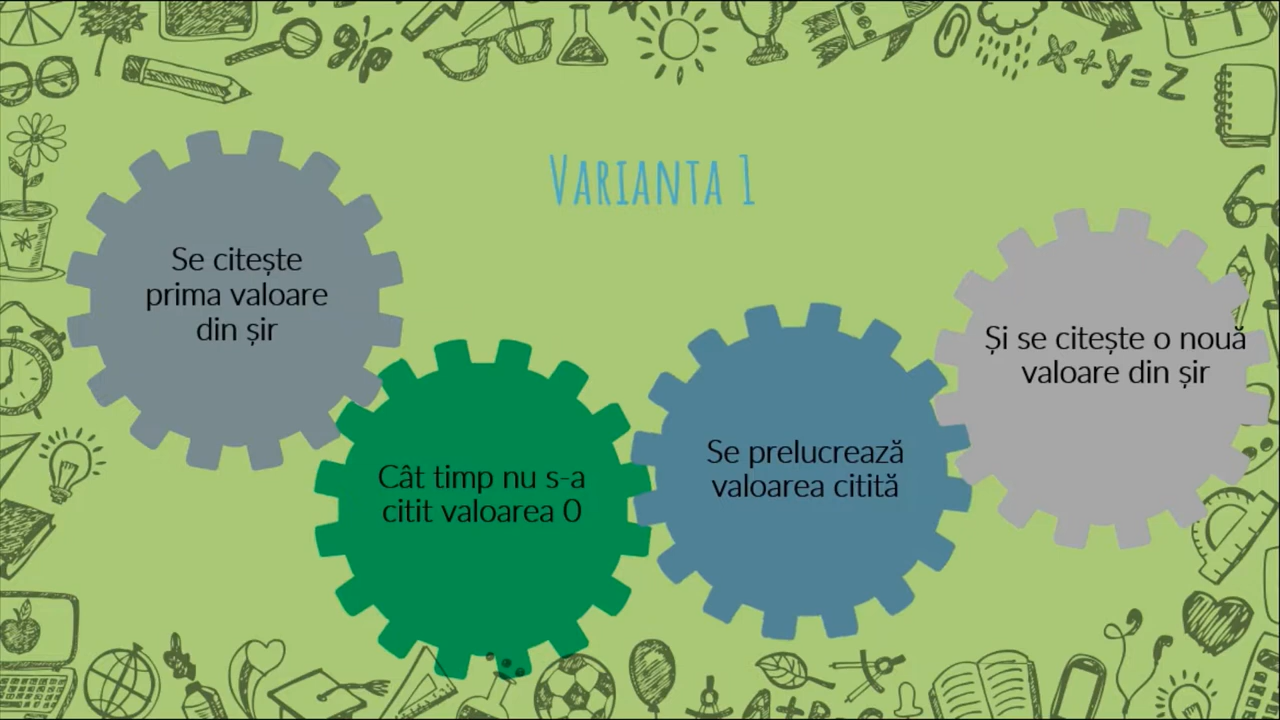 x+y=z
Varianta 1
Se citește
prima valoare
din șir
Cât timp nu s-a
citit valoarea 0
Se prelucrează
valoarea citită
Și se citește o nouă
valoare din șir